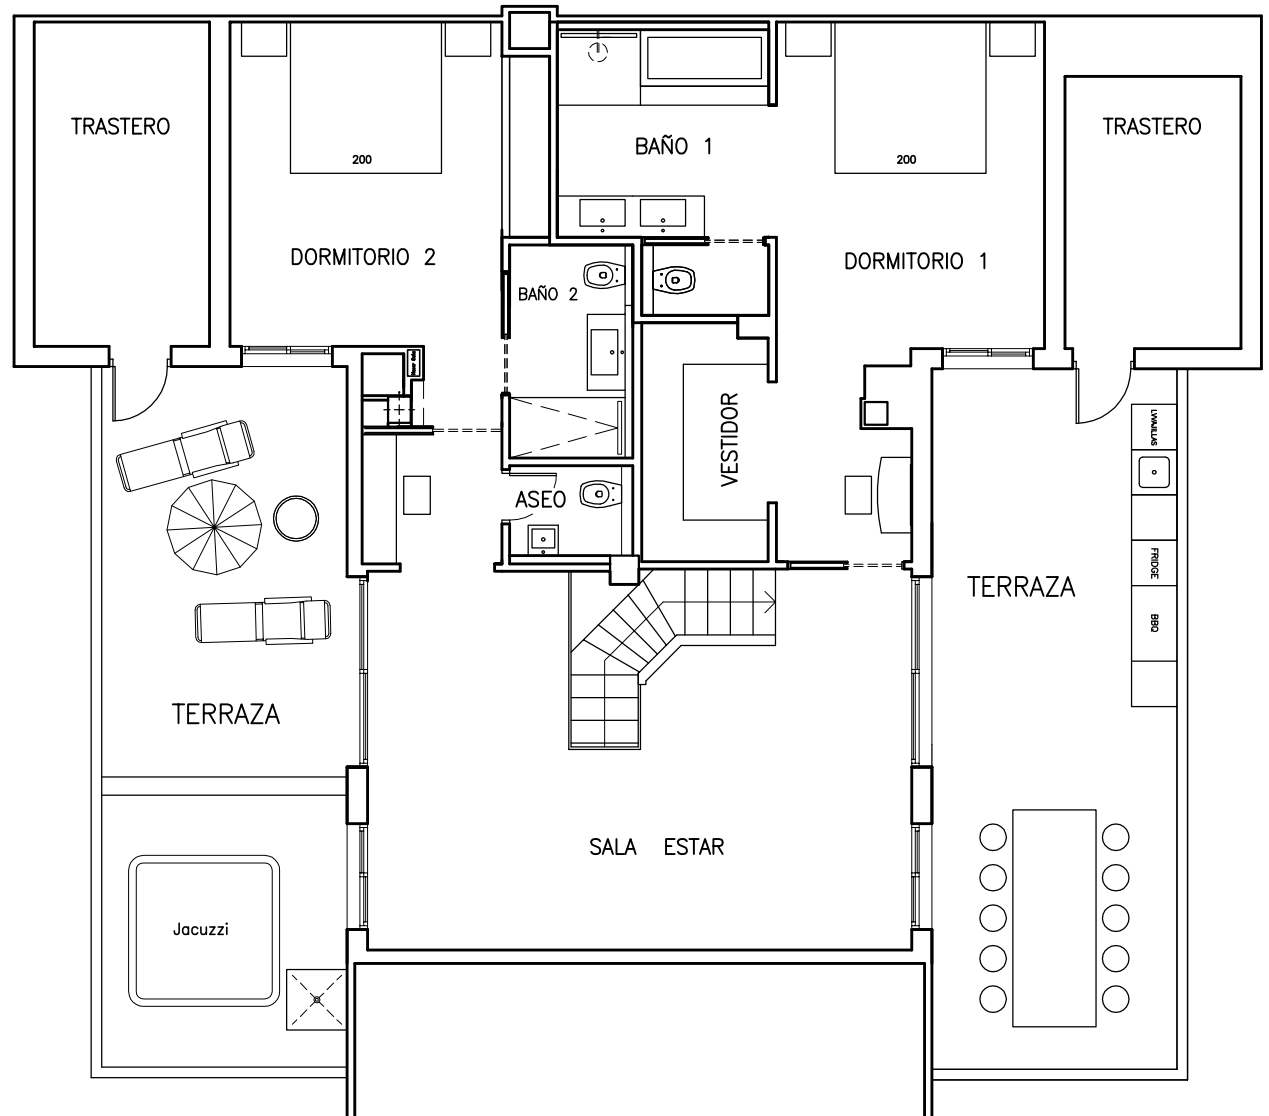 TRASTERO
BAÑO 1
TRASTERO
200
200
DORMITORIO 2
DORMITORIO 1
BAÑO 2
VESTIDOR
LVVAJILLAS
ASEO
FRIDGE
TERRAZA
BBQ
TERRAZA
SALA ESTAR
Jacuzzi